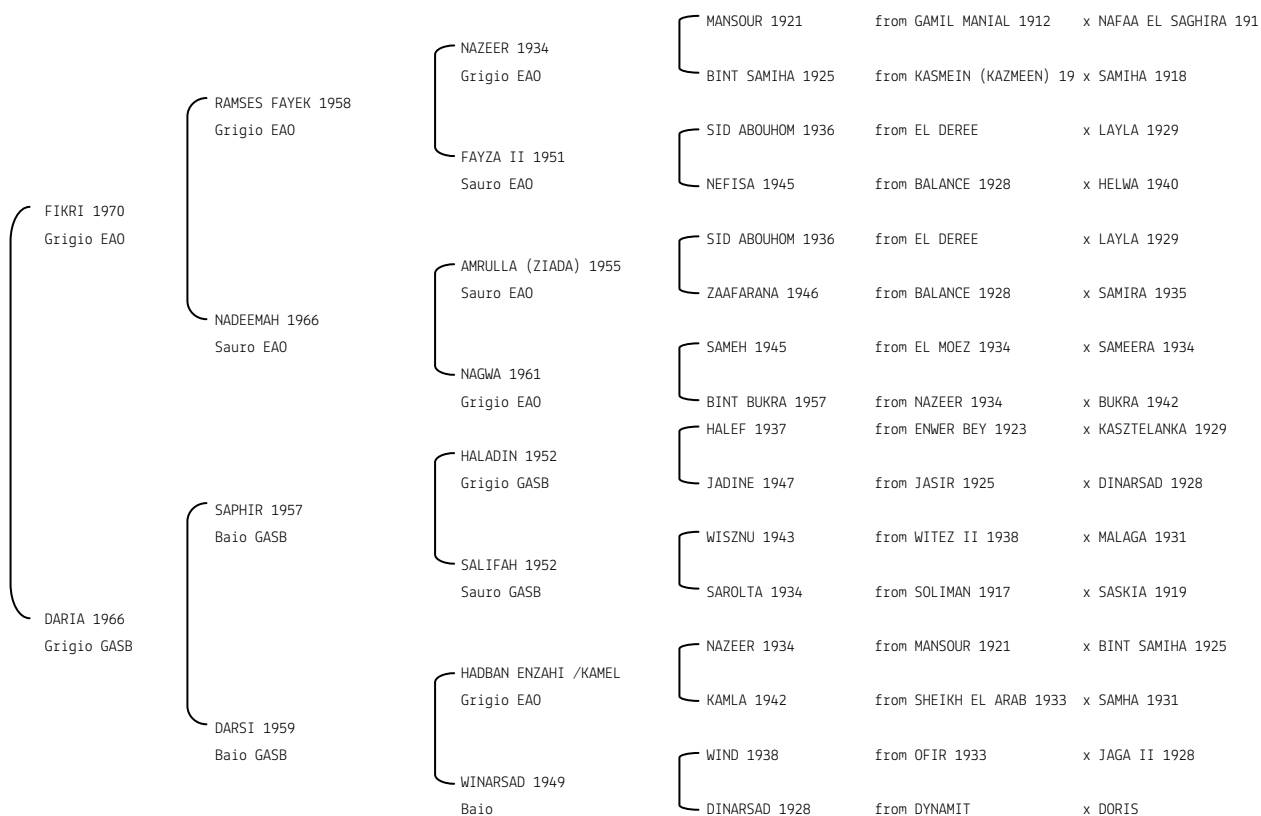 MANSOUR 1921 from GAMIL MANIAL 1912 x NAFAA EL SAGHIRA 191
NAZEER 1934
Grigio EAO BINT SAMIHA 1925 from KASMEIN (KAZMEEN) 19 x SAMIHA 1918
RAMSES FAYEK 1958
Grigio EAO SID ABOUHOM 1936 from EL DEREE x LAYLA 1929
FAYZA II 1951
Sauro EAO NEFISA 1945 from BALANCE 1928 x HELWA 1940
FIKRI 1970
Grigio EAO SID ABOUHOM 1936 from EL DEREE x LAYLA 1929
AMRULLA (ZIADA) 1955
Sauro EAO ZAAFARANA 1946 from BALANCE 1928 x SAMIRA 1935
NADEEMAH 1966
Sauro EAO SAMEH 1945 from EL MOEZ 1934 x SAMEERA 1934
NAGWA 1961
Grigio EAO BINT BUKRA 1957 from NAZEER 1934 x BUKRA 1942
HALEF 1937 from ENWER BEY 1923 x KASZTELANKA 1929
HALADIN 1952
Grigio GASB JADINE 1947 from JASIR 1925 x DINARSAD 1928
SAPHIR 1957
Baio GASB WISZNU 1943 from WITEZ II 1938 x MALAGA 1931
SALIFAH 1952
Sauro GASB SAROLTA 1934 from SOLIMAN 1917 x SASKIA 1919
DARIA 1966
Grigio GASB NAZEER 1934 from MANSOUR 1921 x BINT SAMIHA 1925
HADBAN ENZAHI /KAMEL
Grigio EAO KAMLA 1942 from SHEIKH EL ARAB 1933 x SAMHA 1931
DARSI 1959
Baio GASB WIND 1938 from OFIR 1933 x JAGA II 1928
WINARSAD 1949
Baio DINARSAD 1928 from DYNAMIT x DORIS